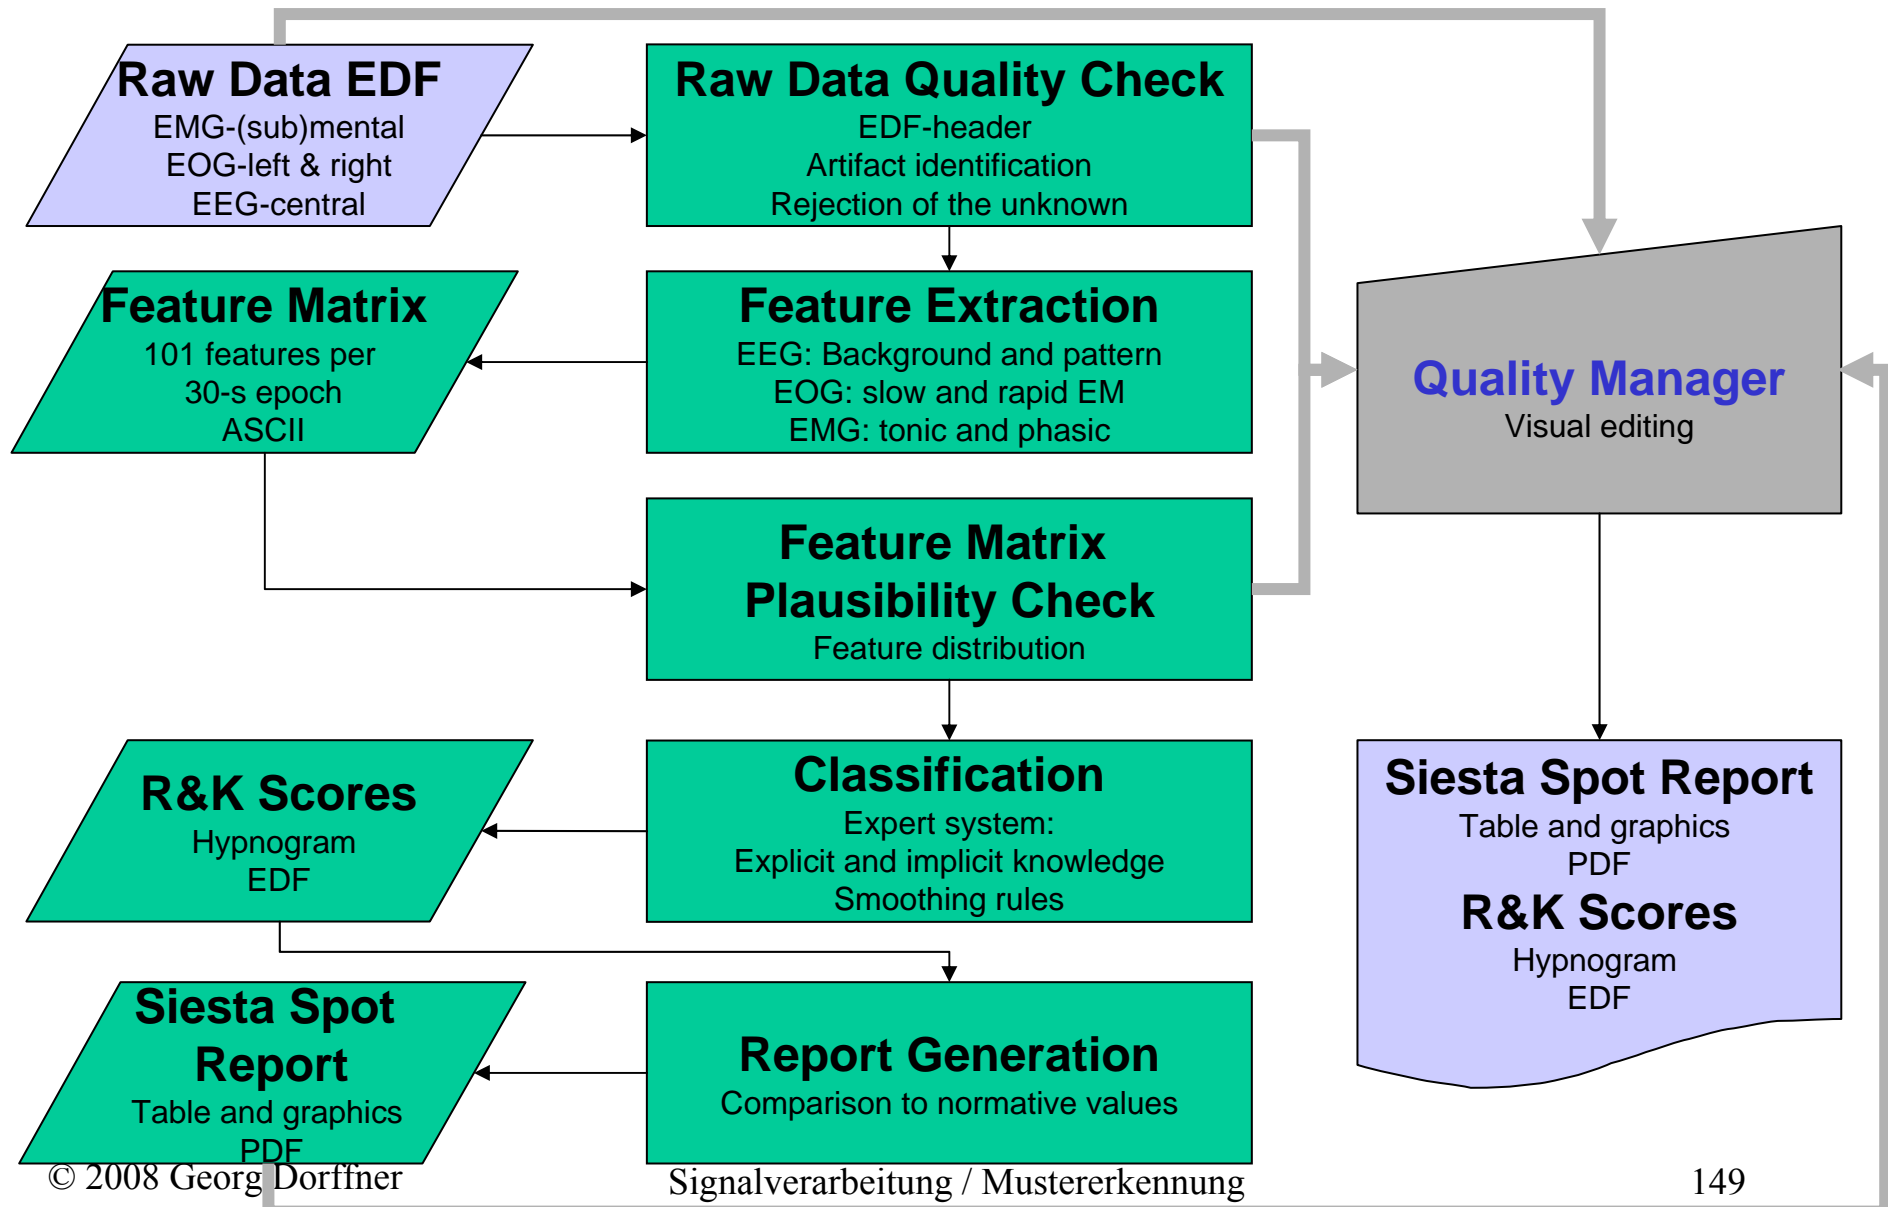 Raw Data EDF
EMG-(sub)mental
EOG-left & right
EEG-central
Raw Data Quality Check
EDF-header
Artifact identification
Rejection of the unknown
Feature Matrix
101 features per
30-s epoch
ASCII
Feature Extraction
EEG: Background and pattern
EOG: slow and rapid EM
EMG: tonic and phasic
Quality Manager
Visual editing
Feature Matrix
Plausibility Check
Feature distribution
R&K Scores
Hypnogram
EDF
Classification
Expert system:
Explicit and implicit knowledge
Smoothing rules
Siesta Spot Report
Table and graphics
PDF
R&K Scores
Hypnogram
EDF
Siesta Spot
Report
Table and graphics
PDF
Report Generation
Comparison to normative values
© 2008 Georg Dorffner
Signalverarbeitung / Mustererkennung
149